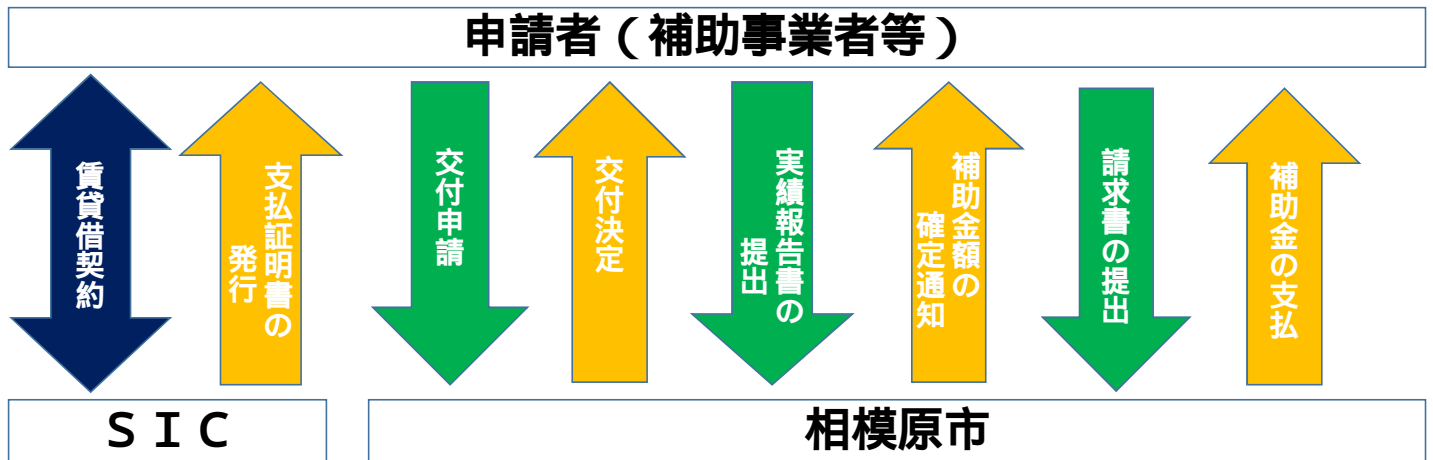 申請者（補助事業者等）
賃貸借契約
支払証明書の
発行
交付申請
交付決定
実績報告書の
提出
補助金額の
確定通知
請求書の提出
補助金の支払
ＳＩＣ
相模原市